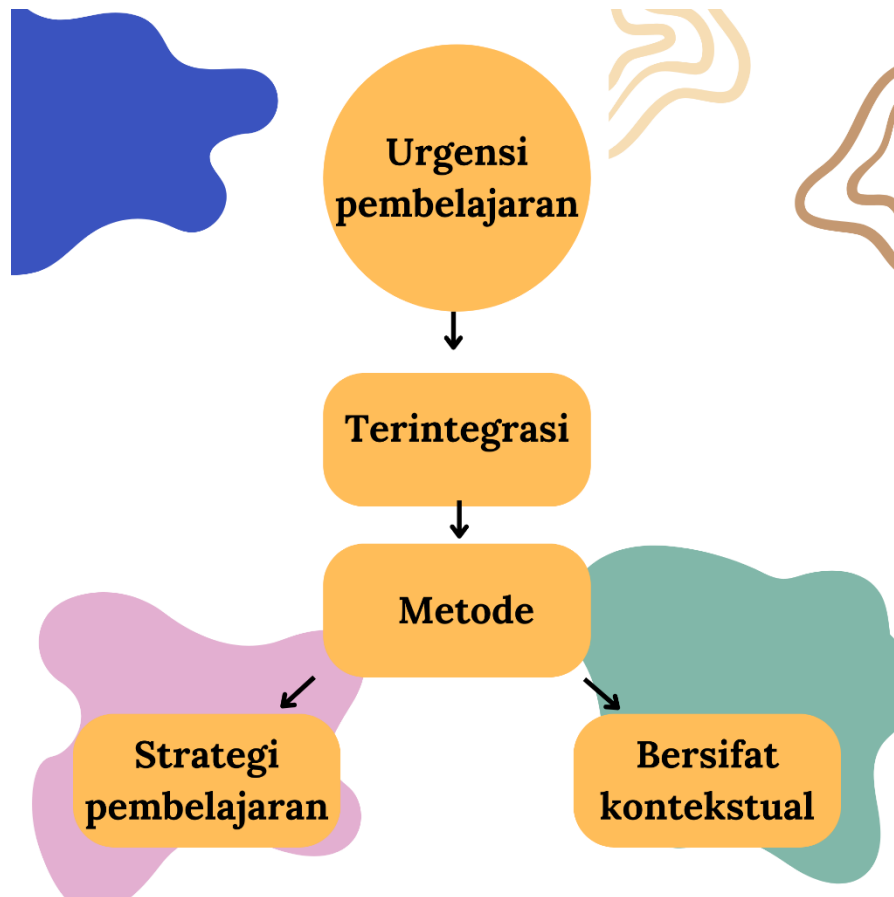 Urgensi
pembelajaran
Terintegrasi
Metode
Strategi
pembelajaran
Bersifat
kontekstual